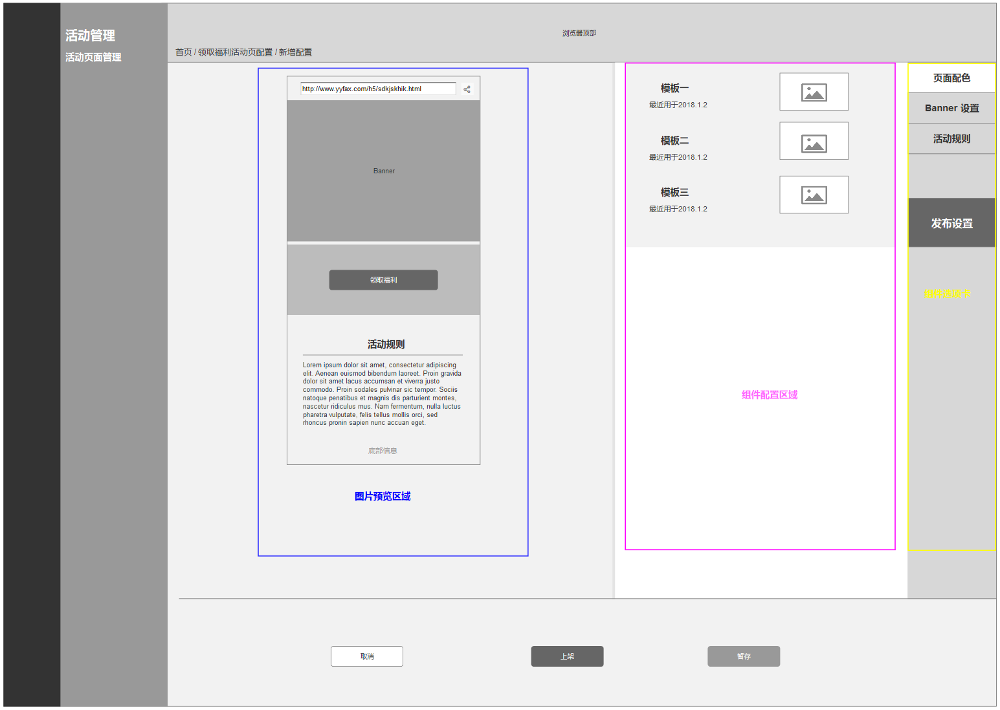 活动管理
活动页面管理
浏览器顶部
首页 / 领取福利活动页配置 / 新增配置
http://www.yyfax.com/h5/sdkjskhik.html
Banner
领取福利
活动规则
Lorem ipsum dolor sit amet, consectetur adipiscing
elit. Aenean euismod bibendum laoreet. Proin gravida
dolor sit amet lacus accumsan et viverra justo
commodo. Proin sodales pulvinar sic tempor. Sociis
natoque penatibus et magnis dis parturient montes,
nascetur ridiculus mus. Nam fermentum, nulla luctus
pharetra vulputate, felis tellus mollis orci, sed
rhoncus pronin sapien nunc accuan eget.
底部信息
图片预览区域
模板一
最近用于2018.1.2
模板二
最近用于2018.1.2
模板三
最近用于2018.1.2
组件配置区域
页面配色
Banner 设置
活动规则
发布设置
组件选项卡
取消
上架
暂存